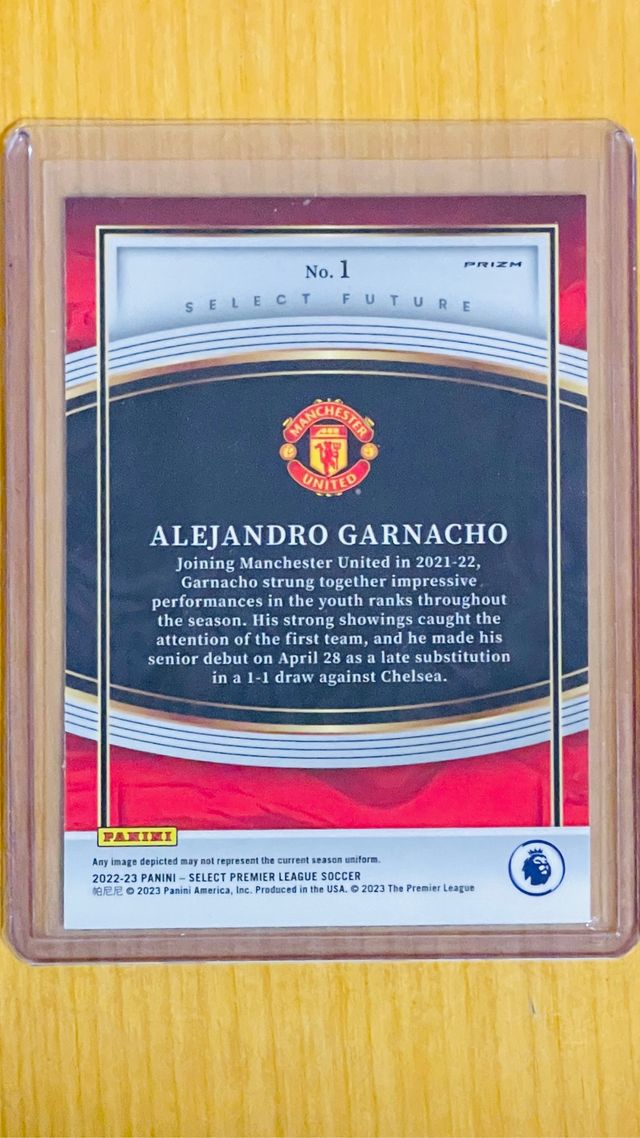 No. 1
PRIZM
SELECT FUTURE
MANCHESTER
UNITED
ALEJANDRO GARNACHO
Joining Manchester United in 2021-22,
Garnacho strung together impressive
performances in the youth ranks throughout
the season. His strong showings caught the
attention of the first team, and he made his
senior debut on April 28 as a late substitution
in a 1-1 draw against Chelsea.
PANINI
Any image depicted may not represent the current season uniform.
2022-23 PANINI – SELECT PREMIER LEAGUE SOCCER
帕尼尼 © 2023 Panini America, Inc. Produced in the USA. © 2023 The Premier League